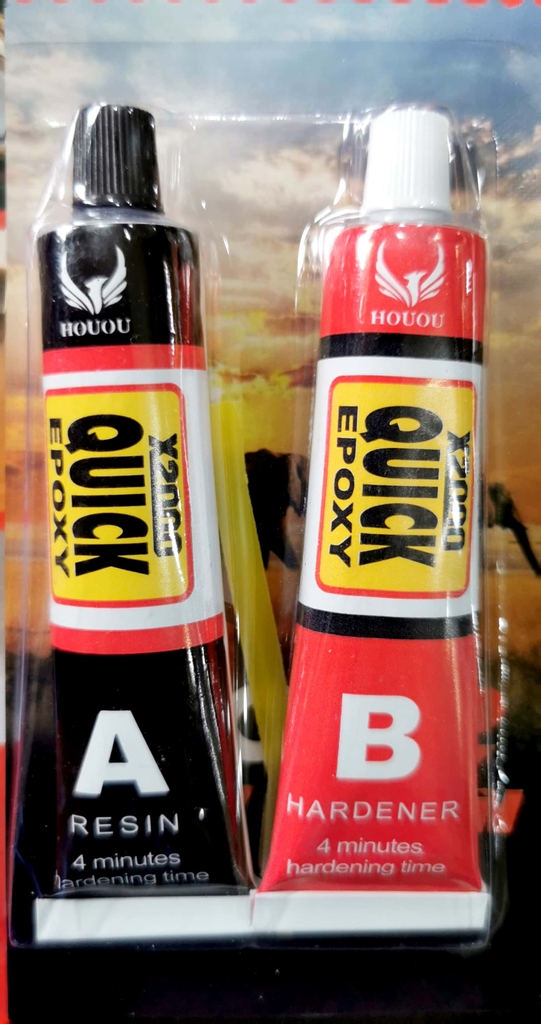 HOUOU
X2000
QUICK
EPOXY
A
RESIN
4 minutes
hardening time
HOUOU
X2000
QUICK
EPOXY
B
HARDENER
4 minutes
hardening time